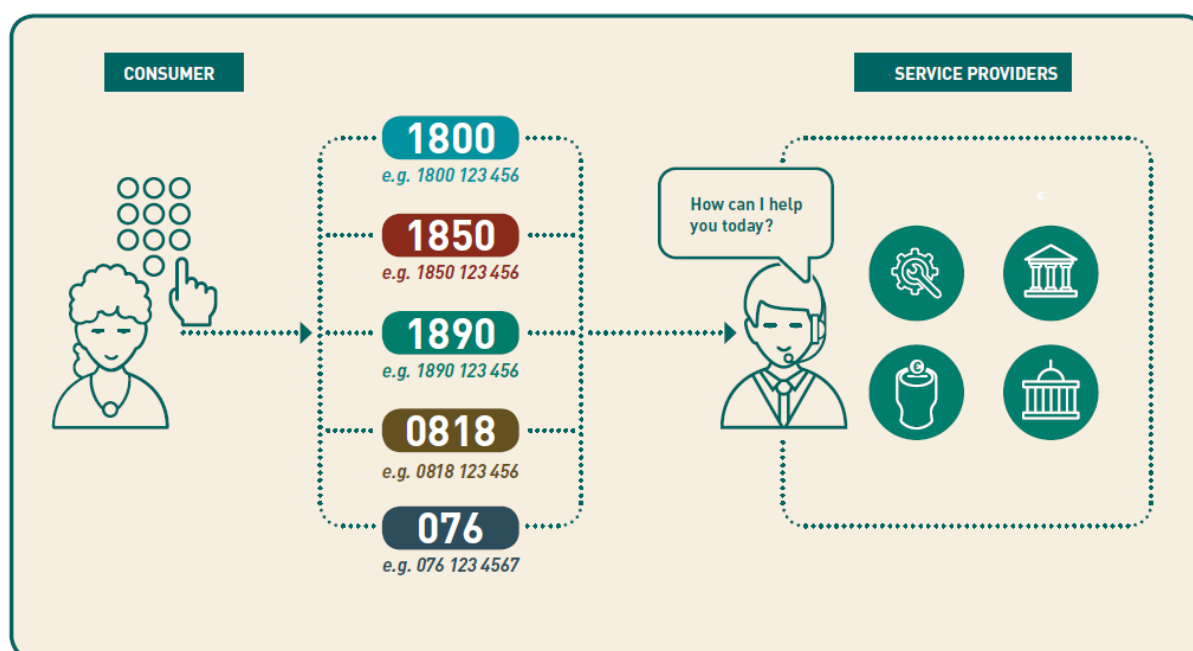 CONSUMER
SERVICE PROVIDERS
1800
e.g. 1800 123 456
1850
e.g. 1850 123 456
1890
e.g. 1890 123 456
0818
e.g. 0818 123 456
076
e.g. 076 123 4567
How can I help
you today?
€